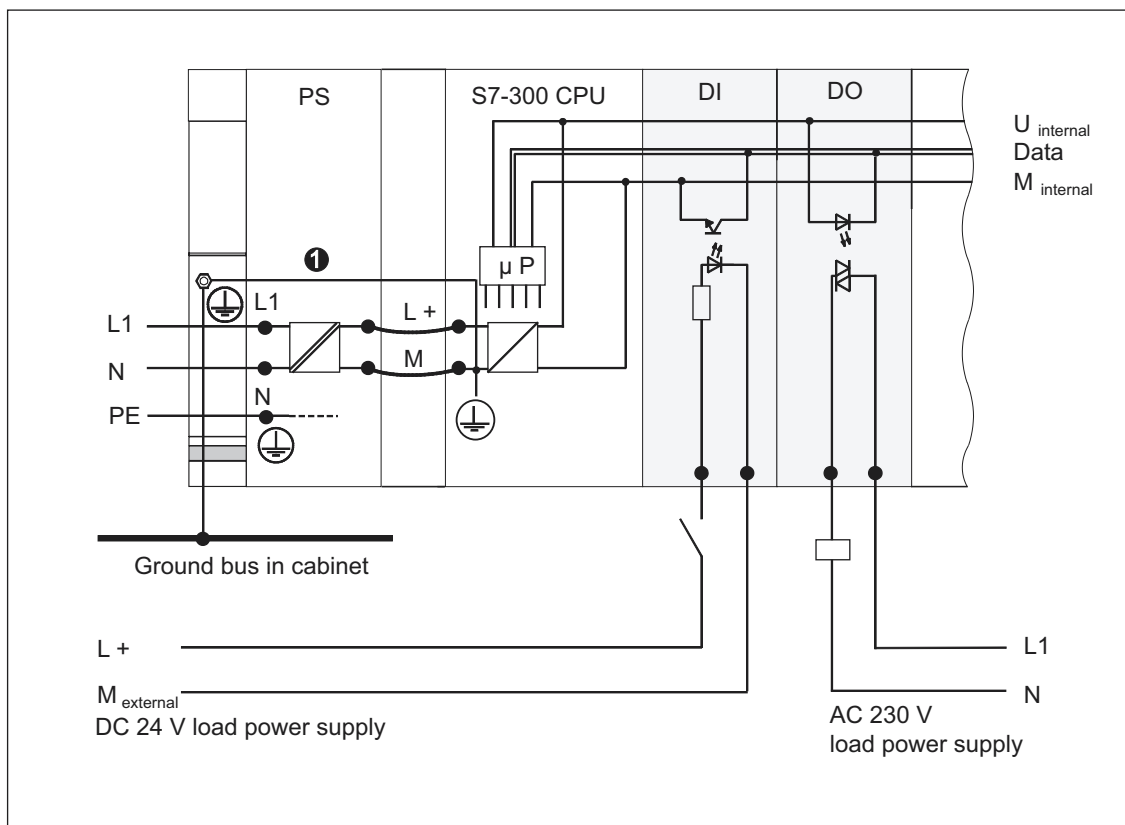 PS
S7-300 CPU
DI
DO
U internal
Data
M internal
1
µ P
L1
L +
L1
M
N
N
PE
Ground bus in cabinet
L +
L1
M external
N
DC 24 V load power supply
AC 230 V
load power supply